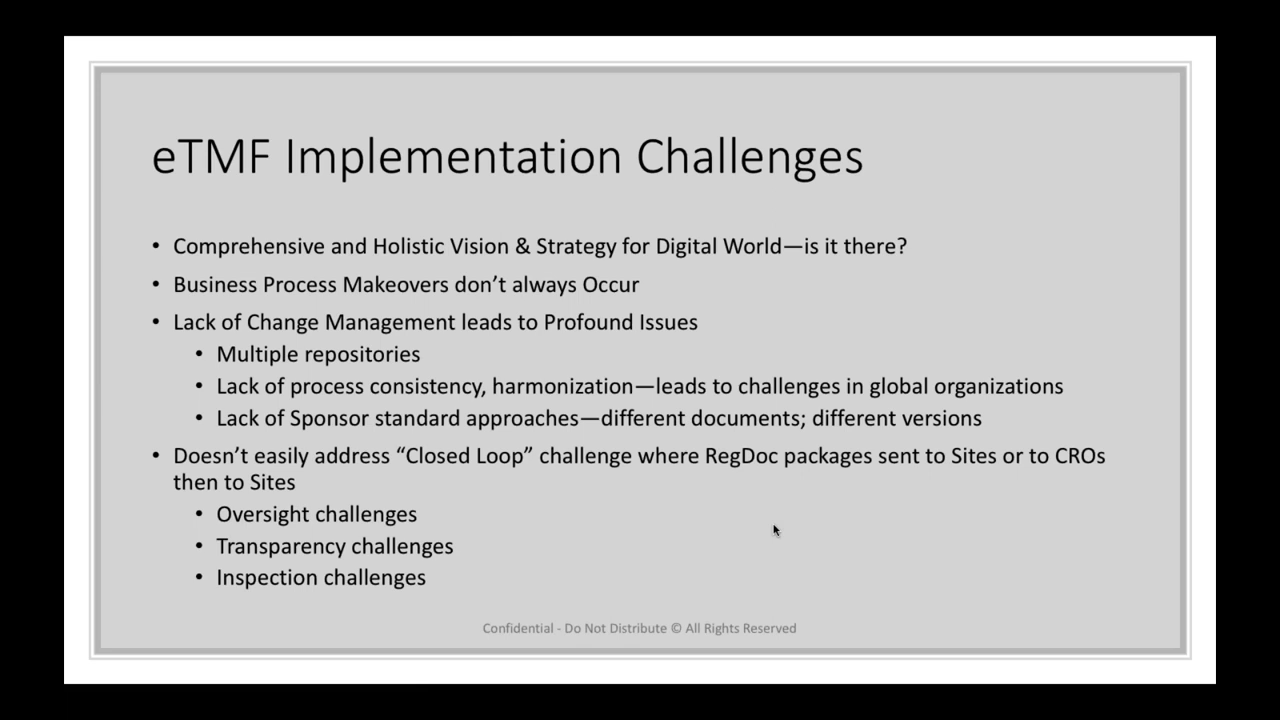 eTMF Implementation Challenges
• Comprehensive and Holistic Vision & Strategy for Digital World—is it there?
• Business Process Makeovers don’t always Occur
• Lack of Change Management leads to Profound Issues
• Multiple repositories
• Lack of process consistency, harmonization—leads to challenges in global organizations
• Lack of Sponsor standard approaches—different documents; different versions
• Doesn’t easily address “Closed Loop” challenge where RegDoc packages sent to Sites or to CROs
then to Sites
• Oversight challenges
• Transparency challenges
• Inspection challenges
Confidential - Do Not Distribute © All Rights Reserved